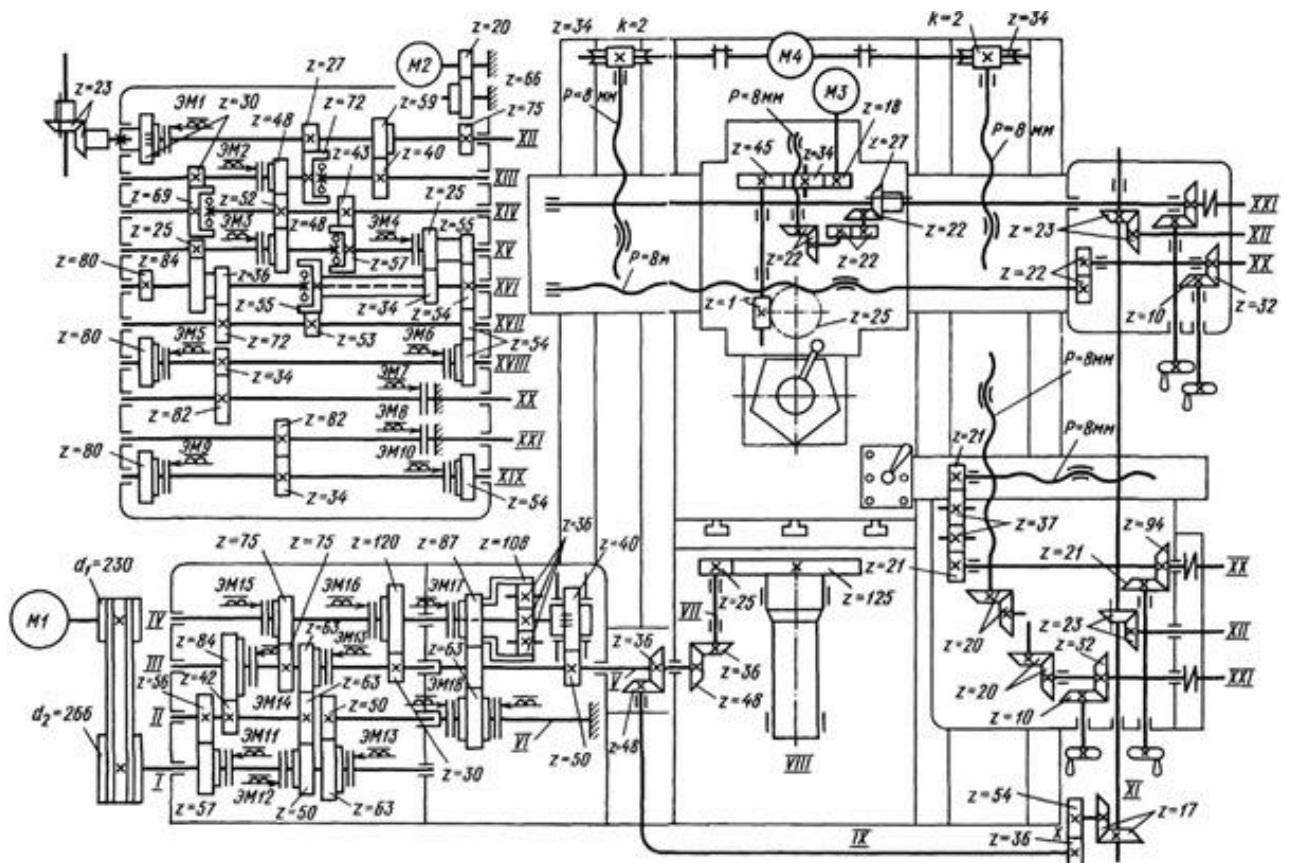 z=20
z=34
k=2
k=2
z=34
M2
M4
z=27
z=66
M3
z=23
ЭМ1
z=30
z=72
z=59
P=8 мм
P=8мм
z=18
z=48
z=75
P=8 мм
z=27
XII
ЭМ2
z=43
z=40
z=45
z=34
XIII
z=69
z=52
z=25
XIV
XXI
z=25
ЭМ3
z=48
ЭМ4
z=55
z=22
z=23
XII
XV
z=80
z=84
z=36
z=57
z=22
z=22
XX
P=8м
z=22
XVI
z=55
z=34
z=54
z=1
z=32
z=10
XVII
z=25
z=80
ЭМ5
z=72
z=53
ЭМ6
z=54
XVIII
z=34
ЭМ7
P=8мм
XX
z=82
z=82
ЭМ8
XXI
z=21
P=8мм
z=80
ЭМ9
ЭМ10
XIX
z=34
z=54
z=36
z=37
z=94
z=75
z=75
z=120
z=87
z=108
z=40
z=21
d₁=230
z=21
XX
ЭМ15
ЭМ16
ЭМ17
z=25
z=125
M1
IV
VII
z=84
z=63
ЭМ13
z=36
z=20
z=23
XII
III
z=63
V
z=36
z=32
z=56
z=42
ЭМ14
z=63
ЭМ18
z=48
z=20
XXI
d₂=266
II
z=50
z=48
z=10
ЭМ11
ЭМ13
VI
VIII
I
z=30
z=50
ЭМ12
z=54
XI
z=57
z=50
z=63
z=17
IX
z=36